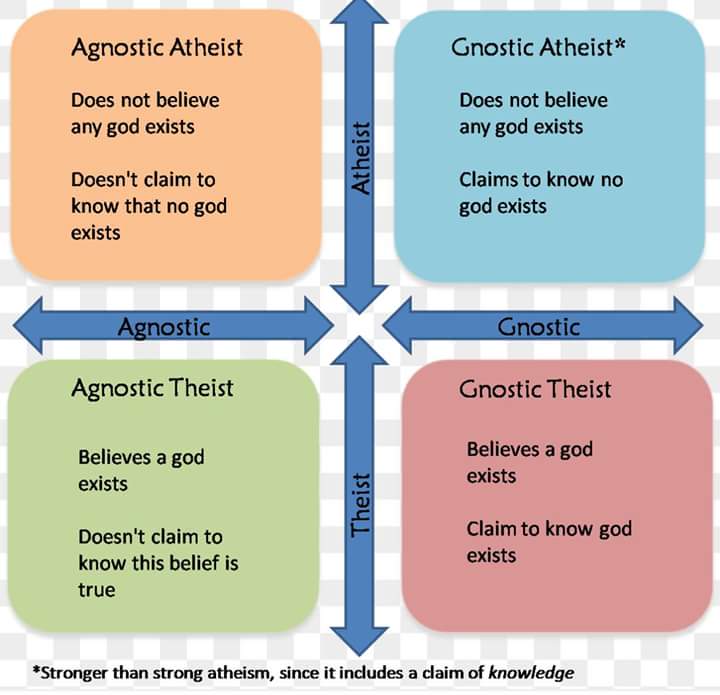 Agnostic Atheist
Does not believe
any god exists
Doesn't claim to
know that no god
exists
Atheist
Gnostic Atheist*
Does not believe
any god exists
Claims to know no
god exists
Agnostic
Gnostic
Agnostic Theist
Believes a god
exists
Doesn't claim to
know this belief is
true
Theist
Gnostic Theist
Believes a god
exists
Claim to know god
exists
*Stronger than strong atheism, since it includes a claim of knowledge